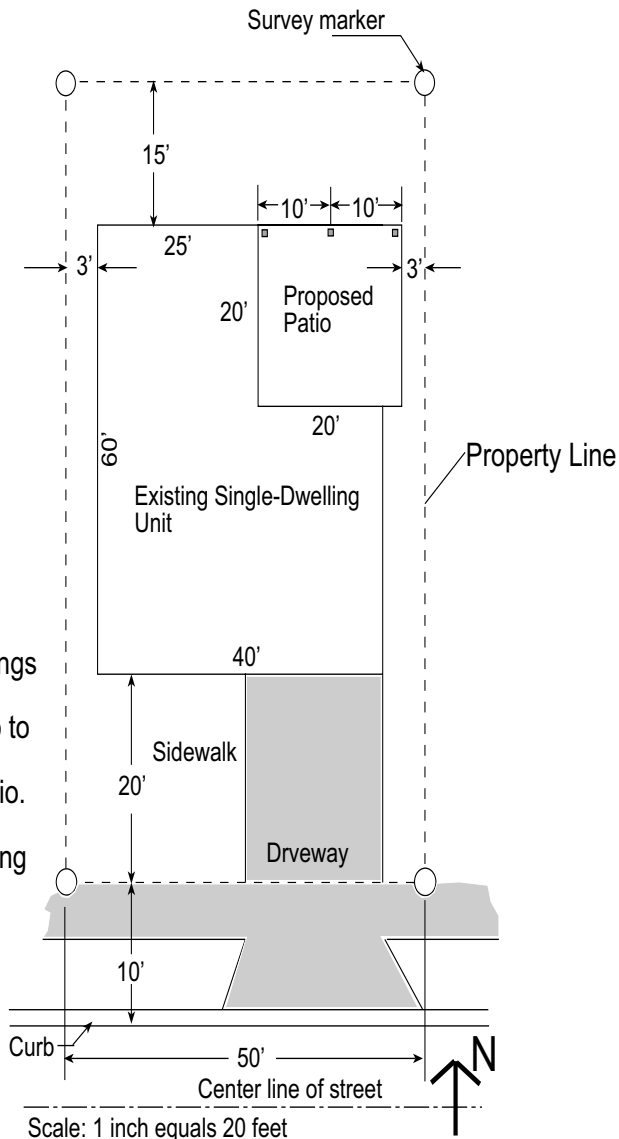 Survey marker
15'
10' 10'
25'
3' 3'
20'
Proposed
Patio
20'
60'
Property Line
Existing Single-Dwelling
Unit
40'
ngs
to
Sidewalk
20'
io.
ing
Drveway
10'
Curb
50'
N
Center line of street
Scale: 1 inch equals 20 feet